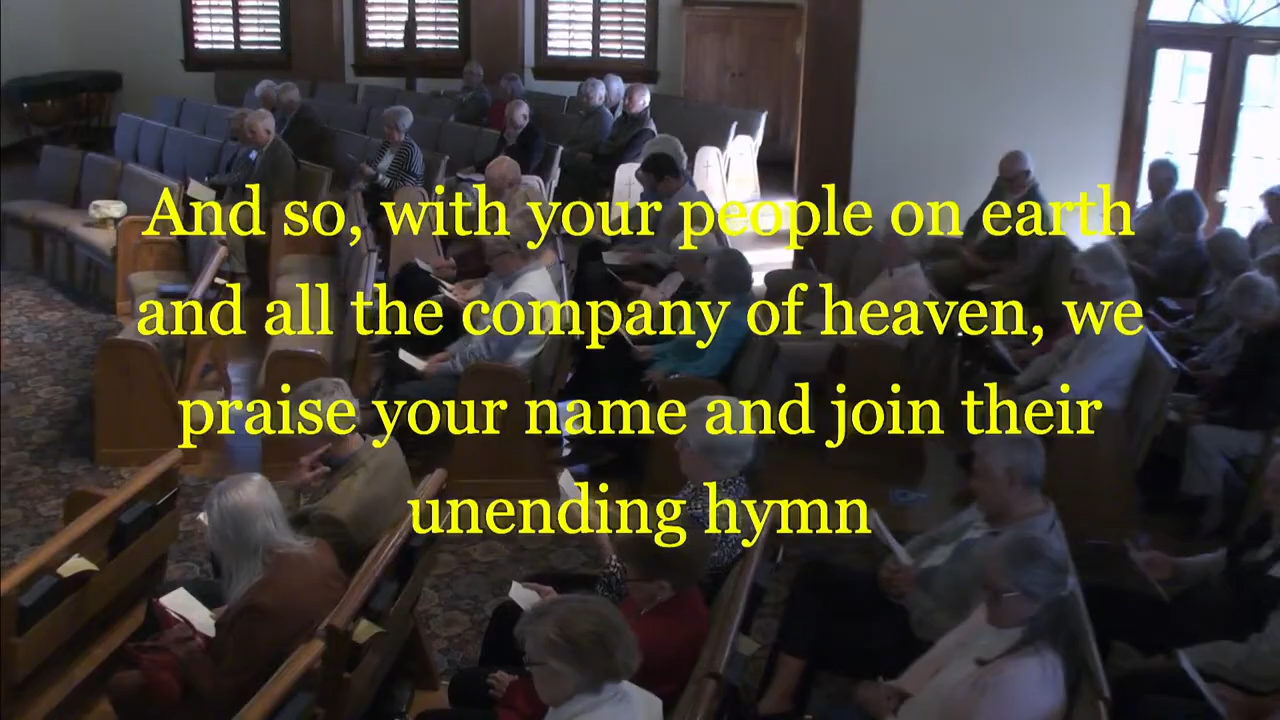 And so, with your people on earth
and all the company of heaven, we
praise your name and join their
unending hymn